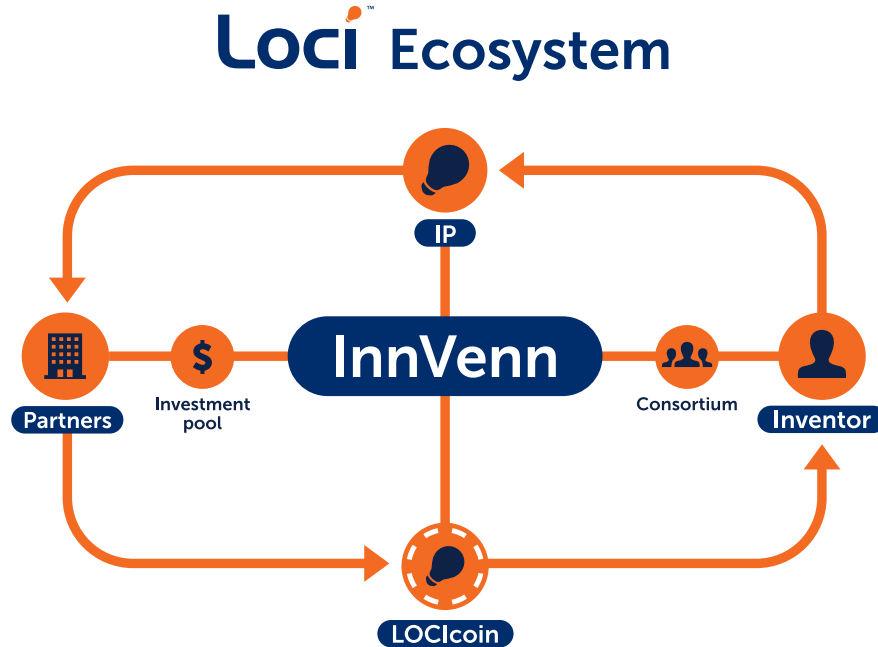 Loci™ Ecosystem
IP
InnVenn
$
Partners
Investment
pool
Consortium
Inventor
LOCIcoin